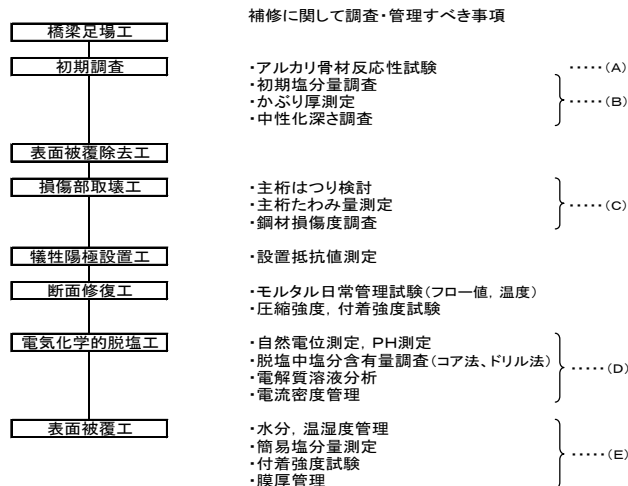 補修に関して調査・管理すべき事項
橋梁足場工
初期調査
・アルカリ骨材反応性試験 ・・・・・(A)
・初期塩分量調査
・かぶり厚測定 ・・・・・(B)
・中性化深さ調査
表面被覆除去工
損傷部取壊工
・主桁はつり検討
・主桁たわみ量測定 ・・・・・(C)
・鋼材損傷度調査
犠牲陽極設置工
・設置抵抗値測定
断面修復工
・モルタル日常管理試験(フロー値, 温度)
・圧縮強度, 付着強度試験
電気化学的脱塩工
・自然電位測定, PH測定
・脱塩中塩分含有量調査(コア法、ドリル法)
・電解質溶液分析 ・・・・・(D)
・電流密度管理
表面被覆工
・水分, 温湿度管理
・簡易塩分量測定
・付着強度試験 ・・・・・(E)
・膜厚管理